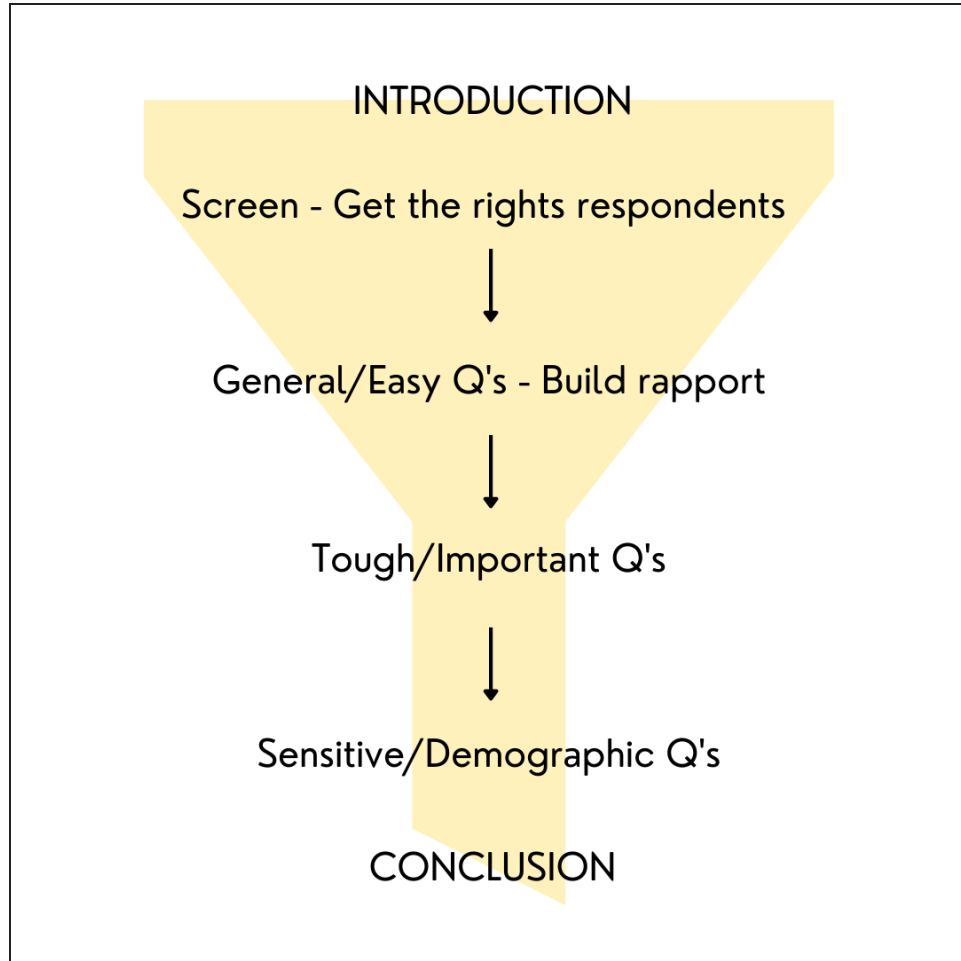 INTRODUCTION
Screen - Get the rights respondents
General/Easy Q's - Build rapport
Tough/Important Q's
Sensitive/Demographic Q's
CONCLUSION